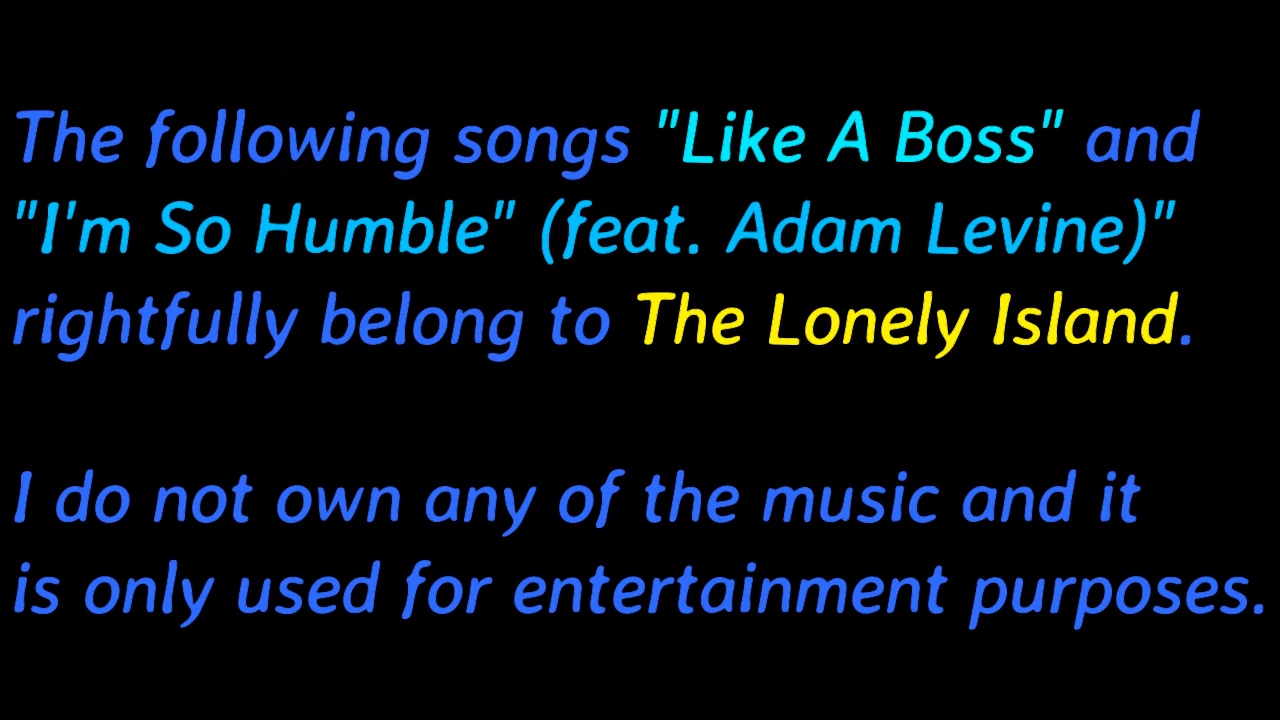 The following songs "Like A Boss" and
"I'm So Humble" (feat. Adam Levine)"
rightfully belong to The Lonely Island.
I do not own any of the music and it
is only used for entertainment purposes.